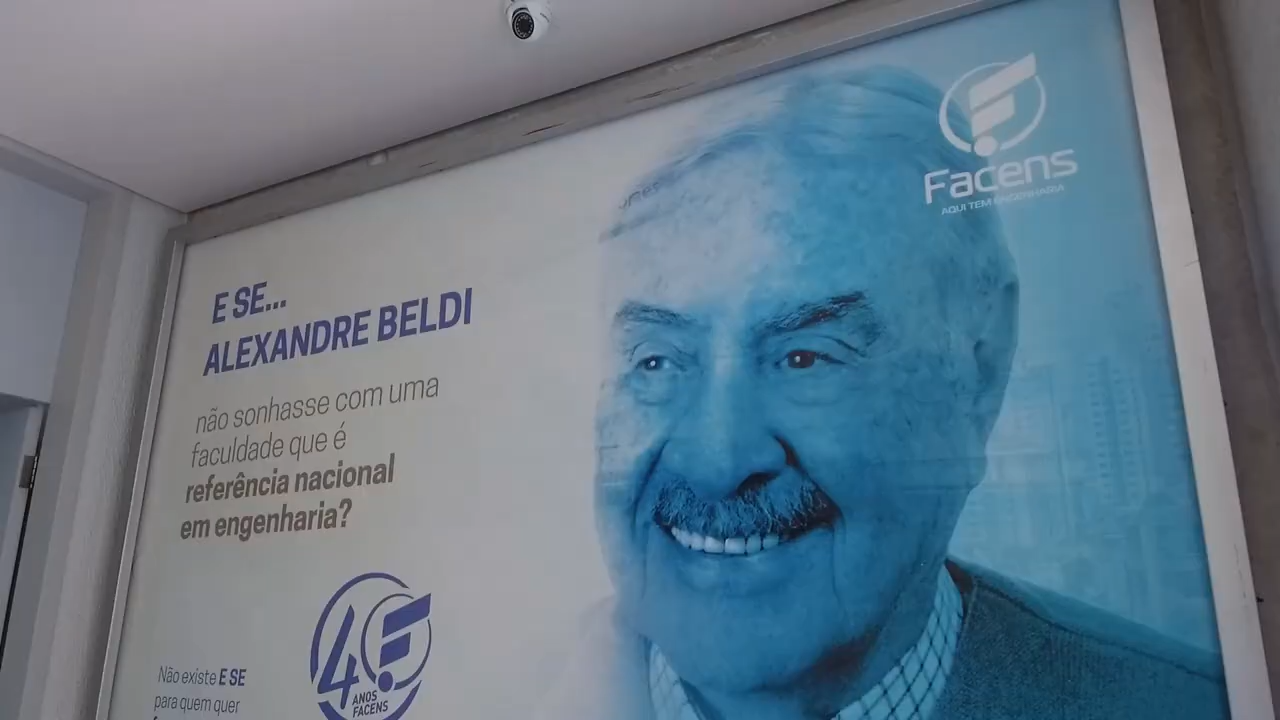 E SE...
ALEXANDRE BELDI
não sonhasse com uma
faculdade que é
referência nacional
em engenharia?
Não existe E SE
para quem quer
40
ANOS
FACENS
Facens
AQUI TEM ENGENHARIA